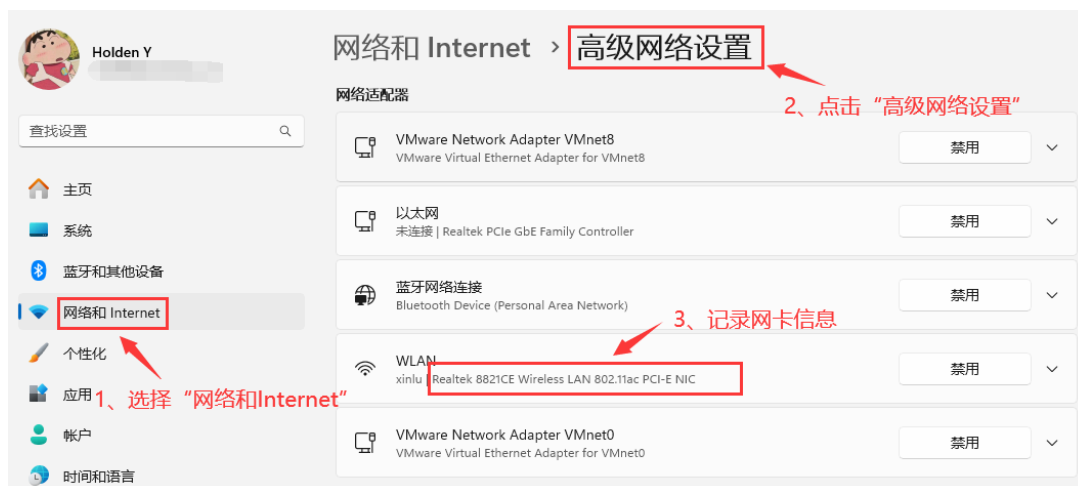 Holden Y
查找设置
主页
系统
蓝牙和其他设备
网络和 Internet
个性化
应用
1、选择“网络和Internet”
帐户
时间和语言
网络和 Internet › 高级网络设置
2、点击“高级网络设置”
网络适配器
VMware Network Adapter VMnet8
VMware Virtual Ethernet Adapter for VMnet8
禁用
以太网
未连接 | Realtek PCIe GbE Family Controller
禁用
蓝牙网络连接
Bluetooth Device (Personal Area Network)
禁用
3、记录网卡信息
WLAN
xinlu | Realtek 8821CE Wireless LAN 802.11ac PCI-E NIC
禁用
VMware Network Adapter VMnet0
VMware Virtual Ethernet Adapter for VMnet0
禁用